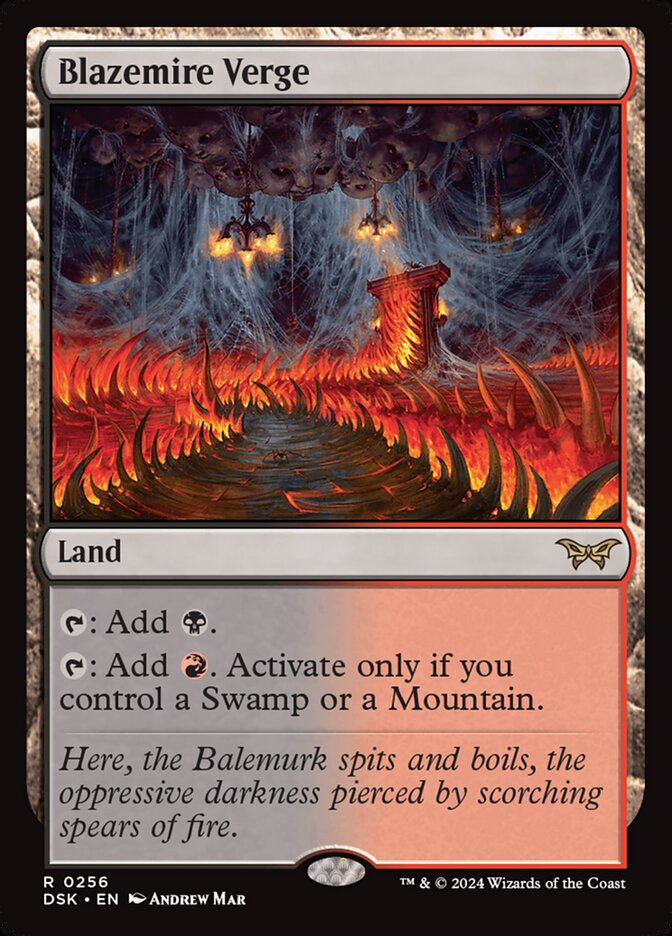 Blazemire Verge
Land
: Add .
: Add . Activate only if you
control a Swamp or a Mountain.
Here, the Balemurk spits and boils, the
oppressive darkness pierced by scorching
spears of fire.
R 0256
DSK • EN Andrew Mar
™ & © 2024 Wizards of the Coast